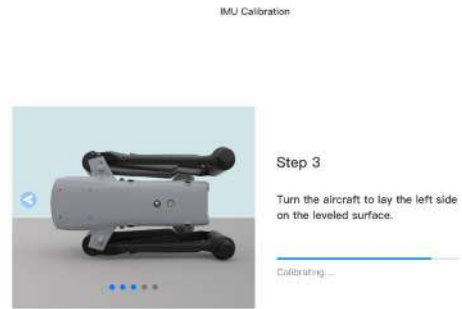 IMU Calibration
Step 3
Turn the aircraft to lay the left side
on the leveled surface.
Calibrating...